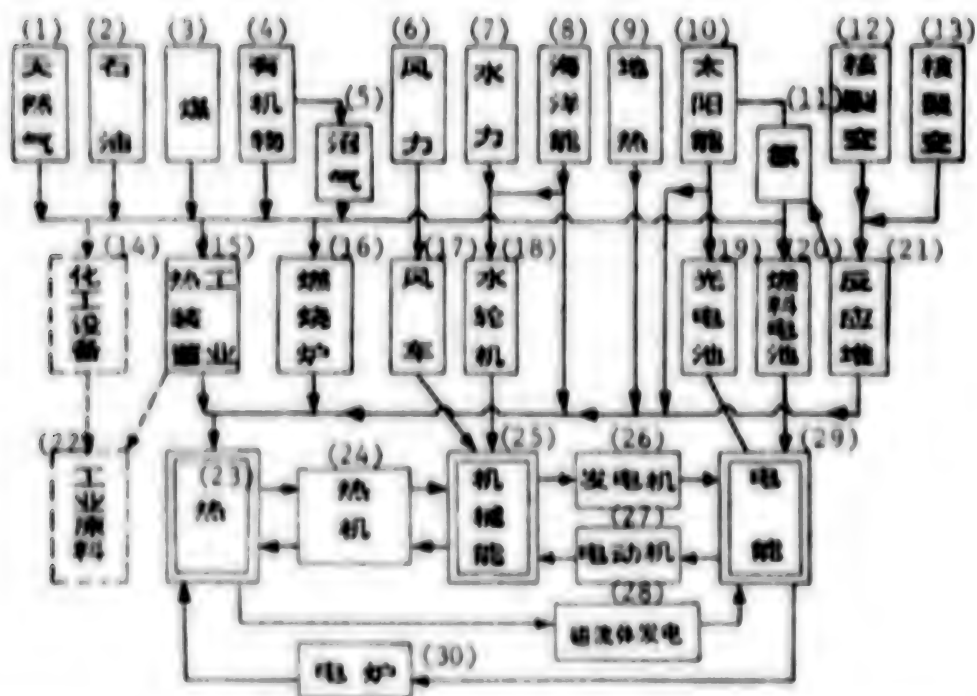 (1) (2) (3) (4) (6) (7) (8) (9) (10) (12) (13)
天然气
石油
煤
有机物
(5)
沼气
风力
水力
海洋能
地热
太阳能
(11)
氢
核裂变
核聚变
(14) (15) (16) (17) (18) (19) (20) (21)
化工设备
工业
燃烧炉
风车
水轮机
光电池
燃料电池
反应堆
(22) (23) (24) (25) (26) (29)
工业原料
热
热机
机械能
发电机
(27)
电动机
电能
(28)
磁流体发电
电炉 (30)